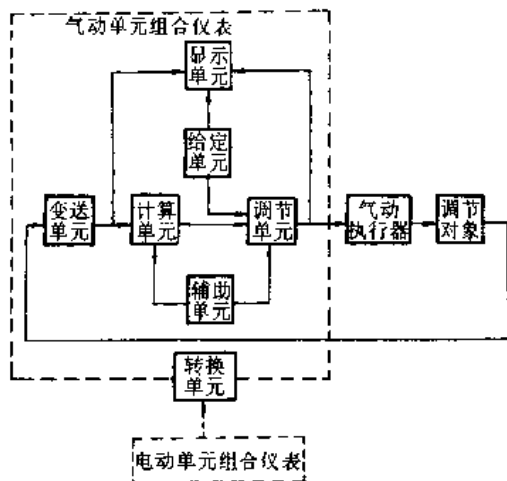 气动单元组合仪表
显示
单元
给定
单元
变送
单元
计算
单元
调节
单元
气动
执行器
调节
对象
辅助
单元
转换
单元
电动单元组合仪表